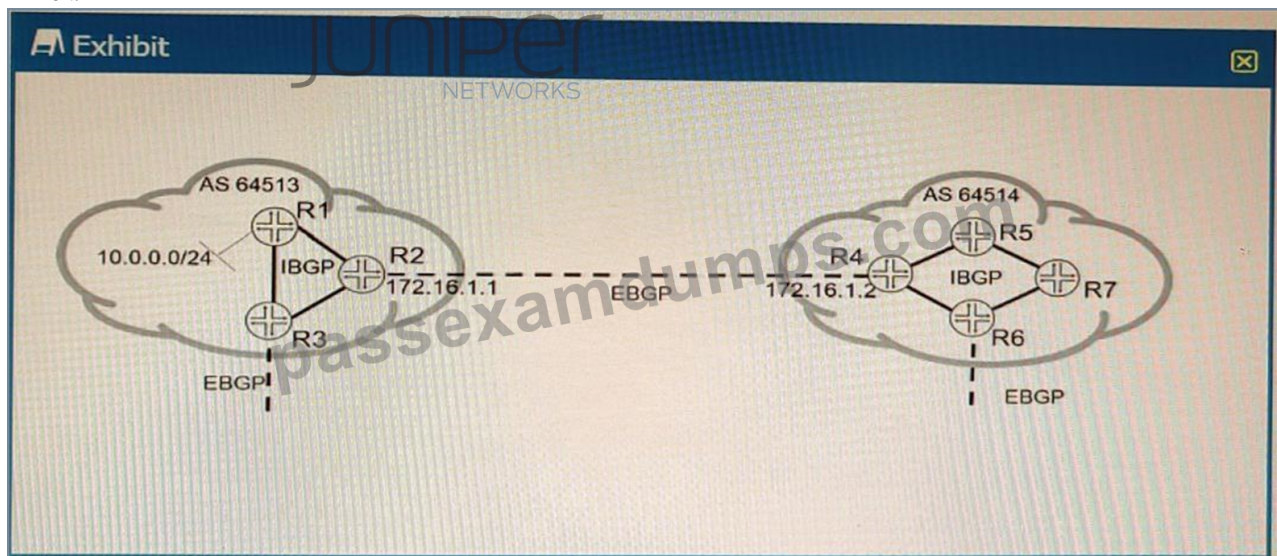 Exhibit
JUNIPER
NETWORKS
AS 64513
R1
10.0.0.0/24
IBGP
R2
172.16.1.1
R3
EBGP
EBGP
AS 64514
R5
R4
IBGP
172.16.1.2
R7
R6
EBGP
passexamdumps.com